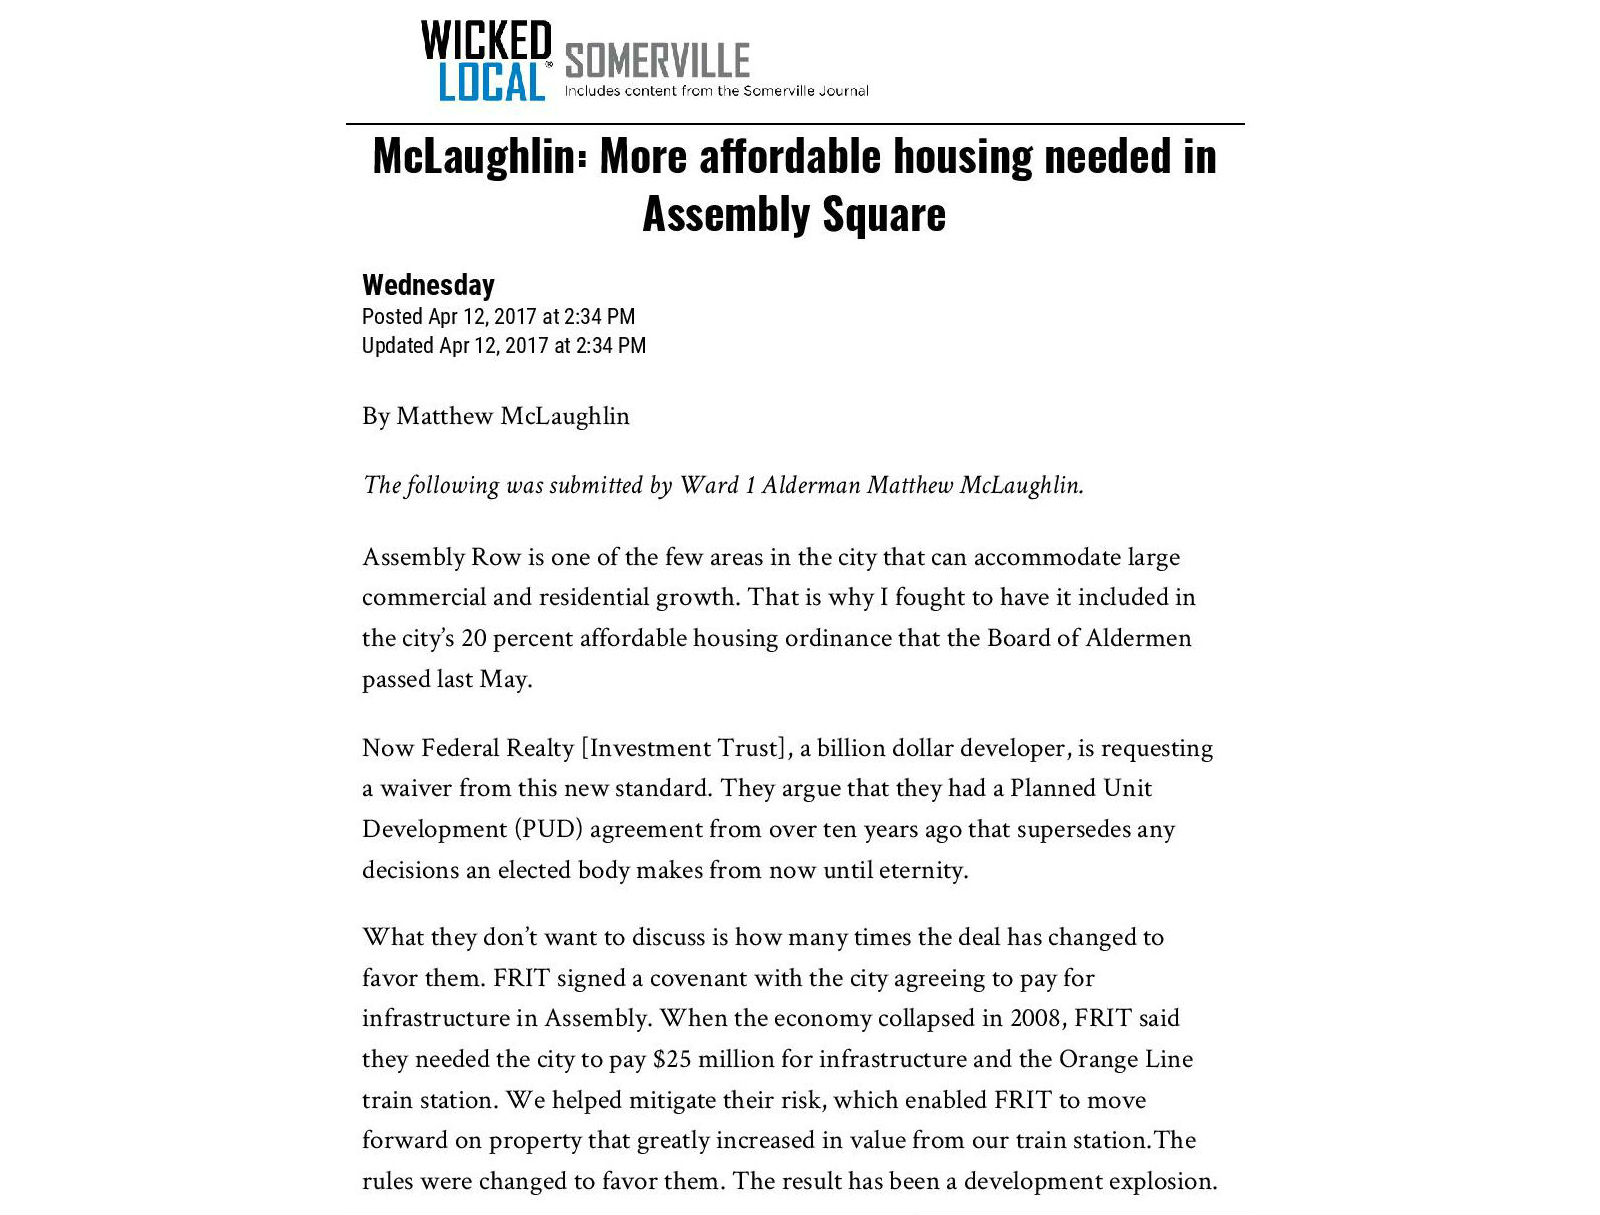 WICKED
LOCAL®
SOMERVILLE
Includes content from the Somerville Journal
McLaughlin: More affordable housing needed in
Assembly Square
Wednesday
Posted Apr 12, 2017 at 2:34 PM
Updated Apr 12, 2017 at 2:34 PM
By Matthew McLaughlin
The following was submitted by Ward 1 Alderman Matthew McLaughlin.
Assembly Row is one of the few areas in the city that can accommodate large
commercial and residential growth. That is why I fought to have it included in
the city’s 20 percent affordable housing ordinance that the Board of Aldermen
passed last May.
Now Federal Realty [Investment Trust], a billion dollar developer, is requesting
a waiver from this new standard. They argue that they had a Planned Unit
Development (PUD) agreement from over ten years ago that supersedes any
decisions an elected body makes from now until eternity.
What they don’t want to discuss is how many times the deal has changed to
favor them. FRIT signed a covenant with the city agreeing to pay for
infrastructure in Assembly. When the economy collapsed in 2008, FRIT said
they needed the city to pay $25 million for infrastructure and the Orange Line
train station. We helped mitigate their risk, which enabled FRIT to move
forward on property that greatly increased in value from our train station.The
rules were changed to favor them. The result has been a development explosion.